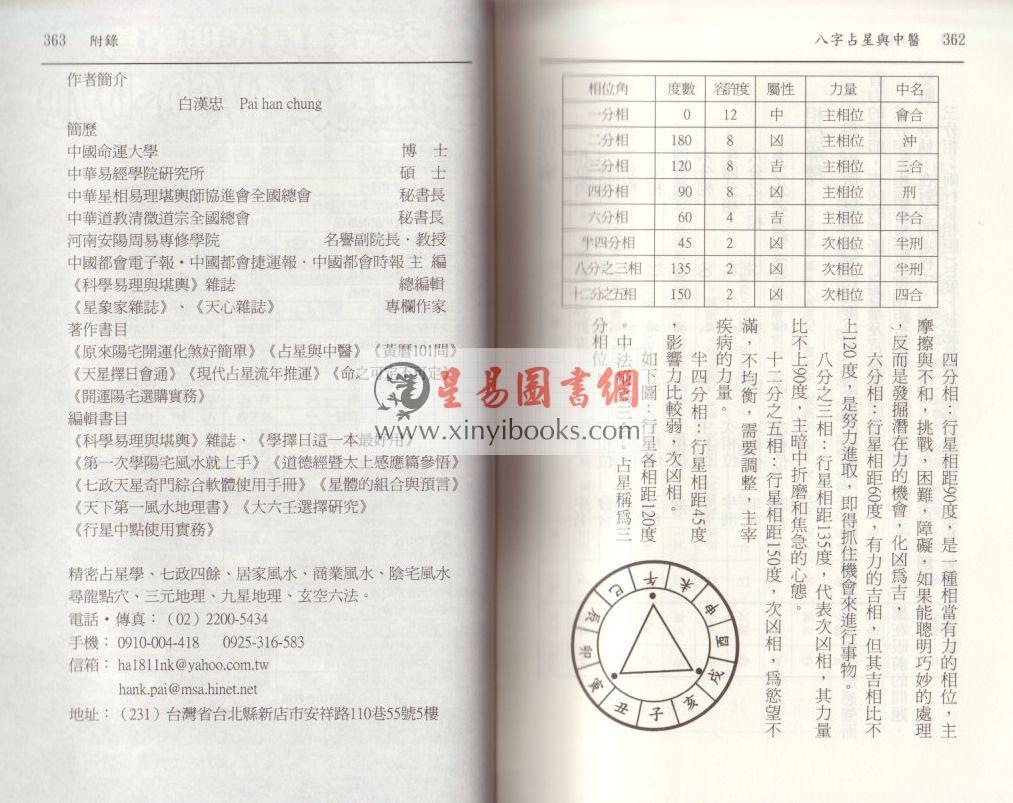 八字占星與中醫 362
相位角 度數 容許度 屬性 力量 中名
一分相 0 12 中 主相位 會合
二分相 180 8 凶 主相位 沖
三分相 120 8 吉 主相位 三合
四分相 90 8 凶 主相位 刑
六分相 60 4 吉 主相位 半合
半四分相 45 2 凶 次相位 半刑
八分之三相 135 2 凶 次相位 半刑
十二分之五相 150 2 凶 次相位 四合
四分相：行星相距90度，是一種相當有力的相位，主
摩擦與不和，挑戰，困難，障礙，如果能聰明巧妙的處理
，反而是發掘潛在力的機會，化凶爲吉，
六分相：行星相距60度，有力的吉相，但其吉相比不
上120度，是努力進取，即得抓住機會來進行事物。
八分之三相：行星相距135度，代表次凶相，其力量
比不上90度，主暗中折磨和焦急的心態。
十二分之五相：行星相距150度，次凶相，爲慾望不
滿，不均衡，需要調整，主宰
疾病的力量。
半四分相：行星相距45度
，影響力比較弱，次凶相。
如下圖：行星各相距120度
。中法 三 。占星稱爲三
分相位
午 未 申 酉 戌 亥 子 丑 寅 卯 辰 巳
363 附錄
作者簡介
白漢忠 Pai han chung
簡歷
中國命運大學 博 士
中華易經學院研究所 碩 士
中華星相易理堪輿師協進會全國總會 秘書長
中華道教清微道宗全國總會 秘書長
河南安陽周易專修學院 名譽副院長・教授
中國都會電子報・中國都會捷運報・中國都會時報 主 編
《科學易理與堪輿》雜誌 總編輯
《星象家雜誌》、《天心雜誌》 專欄作家
著作書目
《原來陽宅開運化煞好簡單》《占星與中醫》《黃曆101問》
《天星擇日會通》《現代占星流年推運》《命之可
《開運陽宅選購實務》
編輯書目
《科學易理與堪輿》雜誌、《學擇日這一本最好用》
《第一次學陽宅風水就上手》《道德經暨太上感應篇參悟》
《七政天星奇門綜合軟體使用手冊》《星體的組合與預言》
《天下第一風水地理書》《大六壬選擇研究》
《行星中點使用實務》
精密占星學、七政四餘、居家風水、商業風水、陰宅風水
尋龍點穴、三元地理、九星地理、玄空六法。
電話・傳真：（02）2200-5434
手機： 0910-004-418 0925-316-583
信箱： ha1811nk@yahoo.com.tw
hank.pai@msa.hinet.net
地址：（231）台灣省台北縣新店市安祥路110巷55號5樓
星易圖書網
www.xinyibooks.com